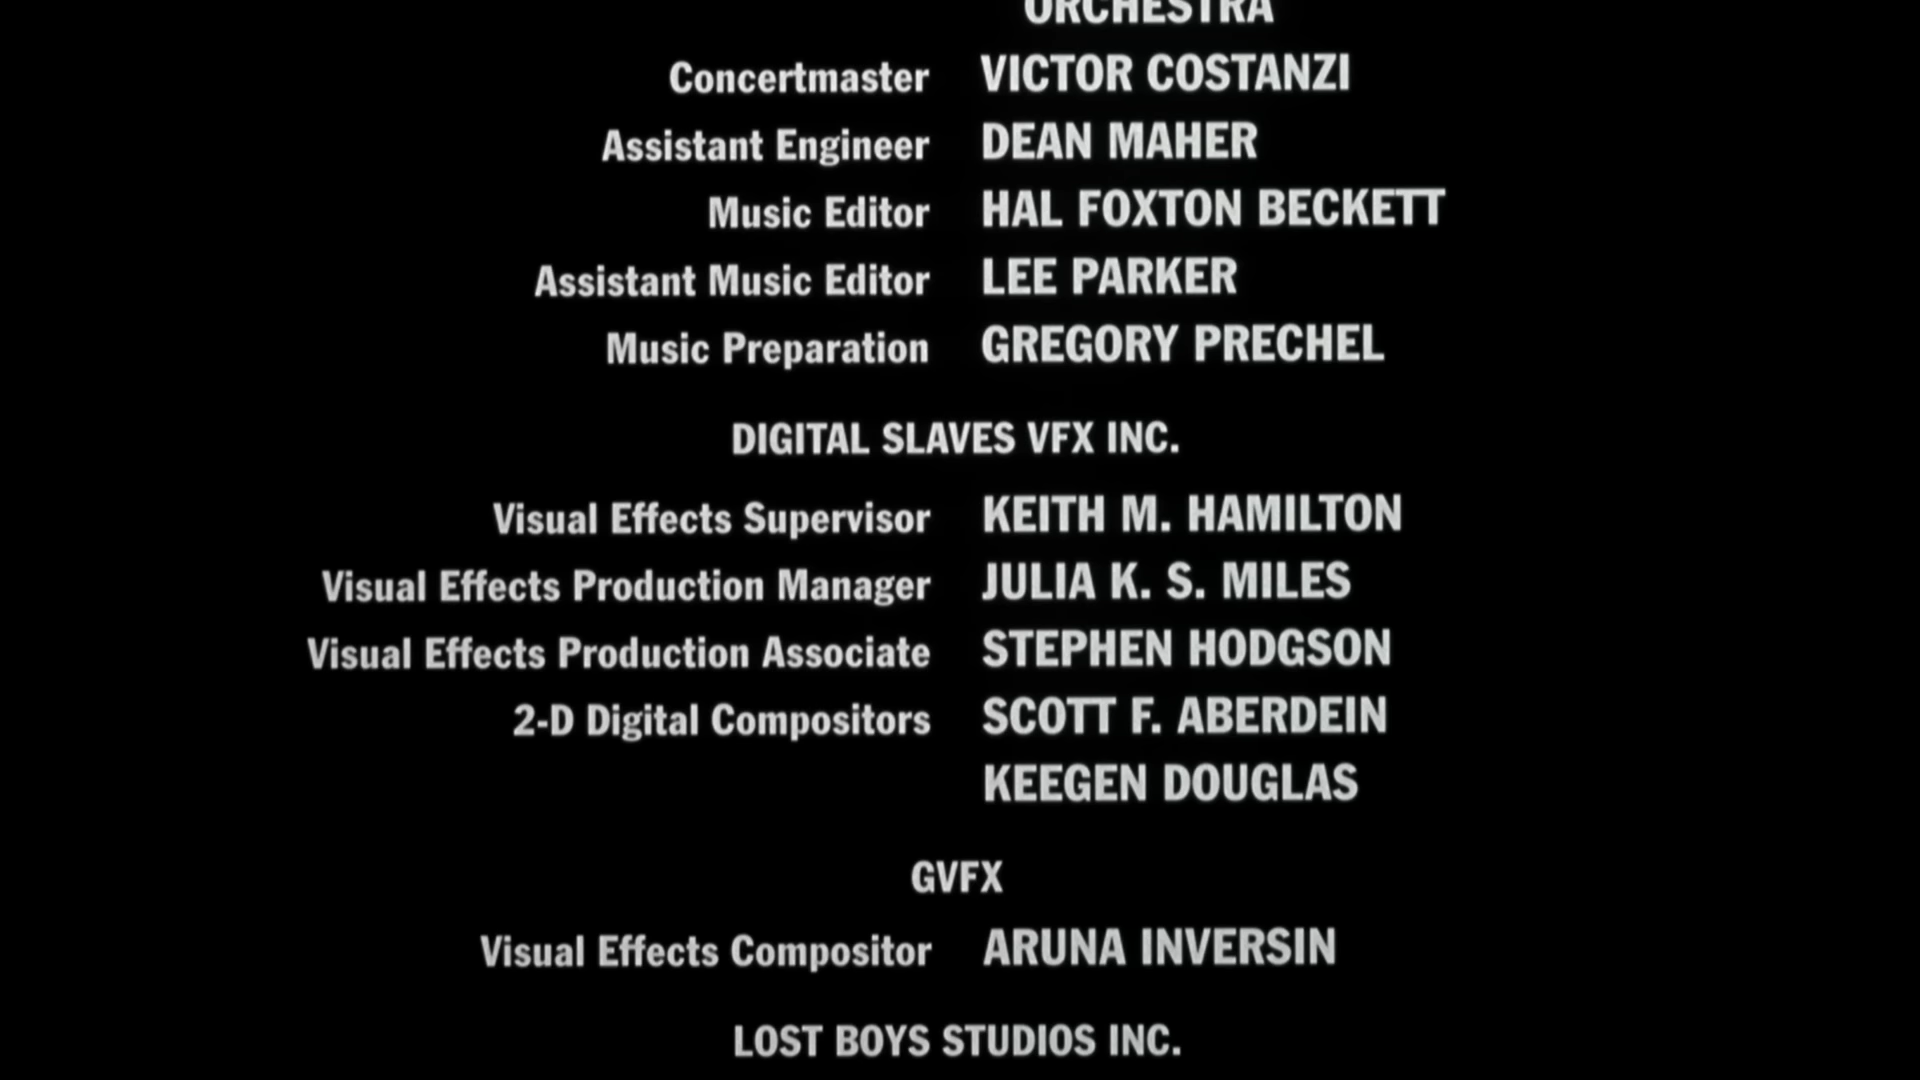 ORCHESTRA
Concertmaster VICTOR COSTANZI
Assistant Engineer DEAN MAHER
Music Editor HAL FOXTON BECKETT
Assistant Music Editor LEE PARKER
Music Preparation GREGORY PRECHEL
DIGITAL SLAVES VFX INC.
Visual Effects Supervisor KEITH M. HAMILTON
Visual Effects Production Manager JULIA K. S. MILES
Visual Effects Production Associate STEPHEN HODGSON
2-D Digital Compositors SCOTT F. ABERDEIN
KEEGEN DOUGLAS
GVFX
Visual Effects Compositor ARUNA INVERSIN
LOST BOYS STUDIOS INC.